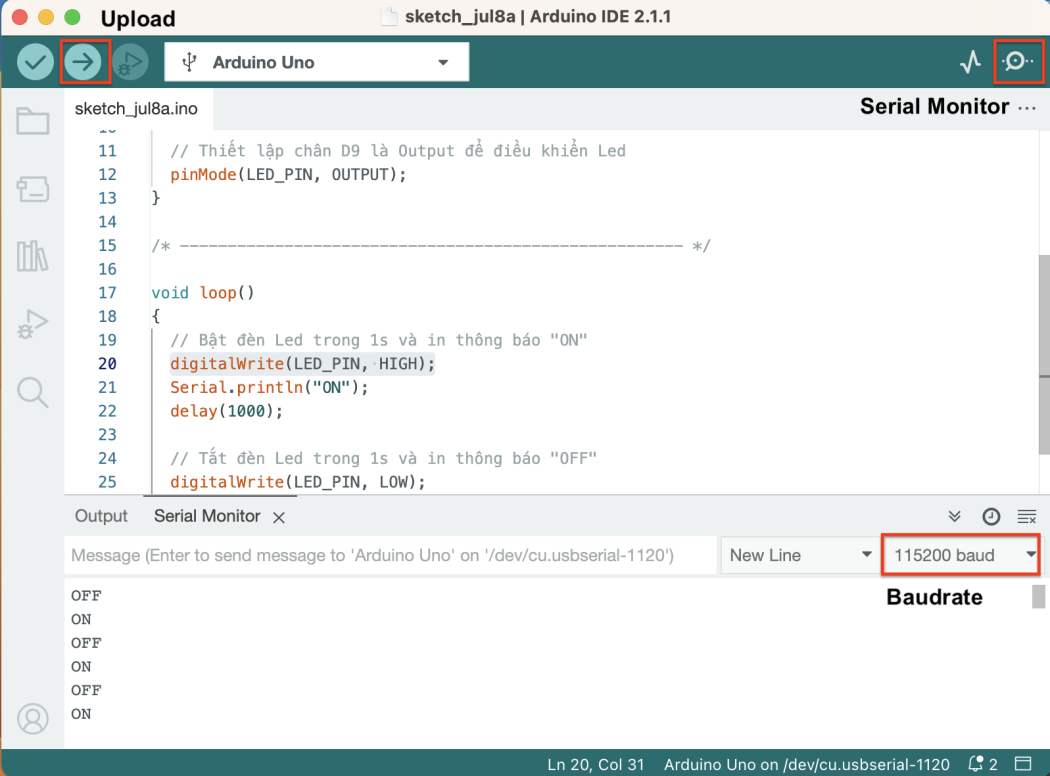 Upload
sketch_jul8a | Arduino IDE 2.1.1
Arduino Uno
sketch_jul8a.ino
Serial Monitor
11 // Thiết lập chân D9 là Output để điều khiển Led
12 pinMode(LED_PIN, OUTPUT);
13 }
14
15 /* ----------------------------------------------------- */
16
17 void loop()
18 {
19 // Bật đèn Led trong 1s và in thông báo "ON"
20 digitalWrite(LED_PIN, HIGH);
21 Serial.println("ON");
22 delay(1000);
23
24 // Tắt đèn Led trong 1s và in thông báo "OFF"
25 digitalWrite(LED_PIN, LOW);
Output Serial Monitor
Message (Enter to send message to 'Arduino Uno' on '/dev/cu.usbserial-1120')
New Line
115200 baud
Baudrate
OFF
ON
OFF
ON
OFF
ON
Ln 20, Col 31 Arduino Uno on /dev/cu.usbserial-1120 2